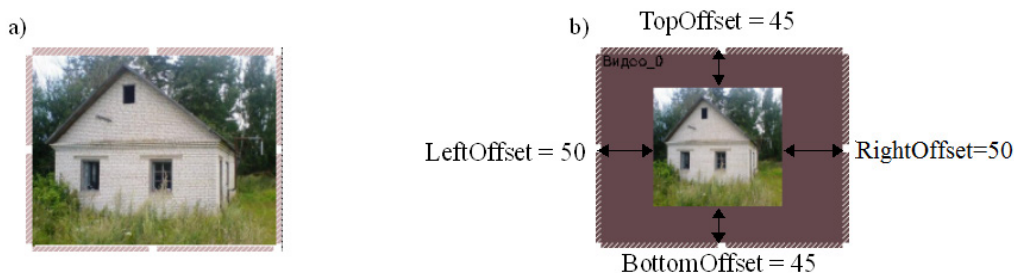 a)
b)
TopOffset = 45
Видео_0
LeftOffset = 50
RightOffset=50
BottomOffset = 45